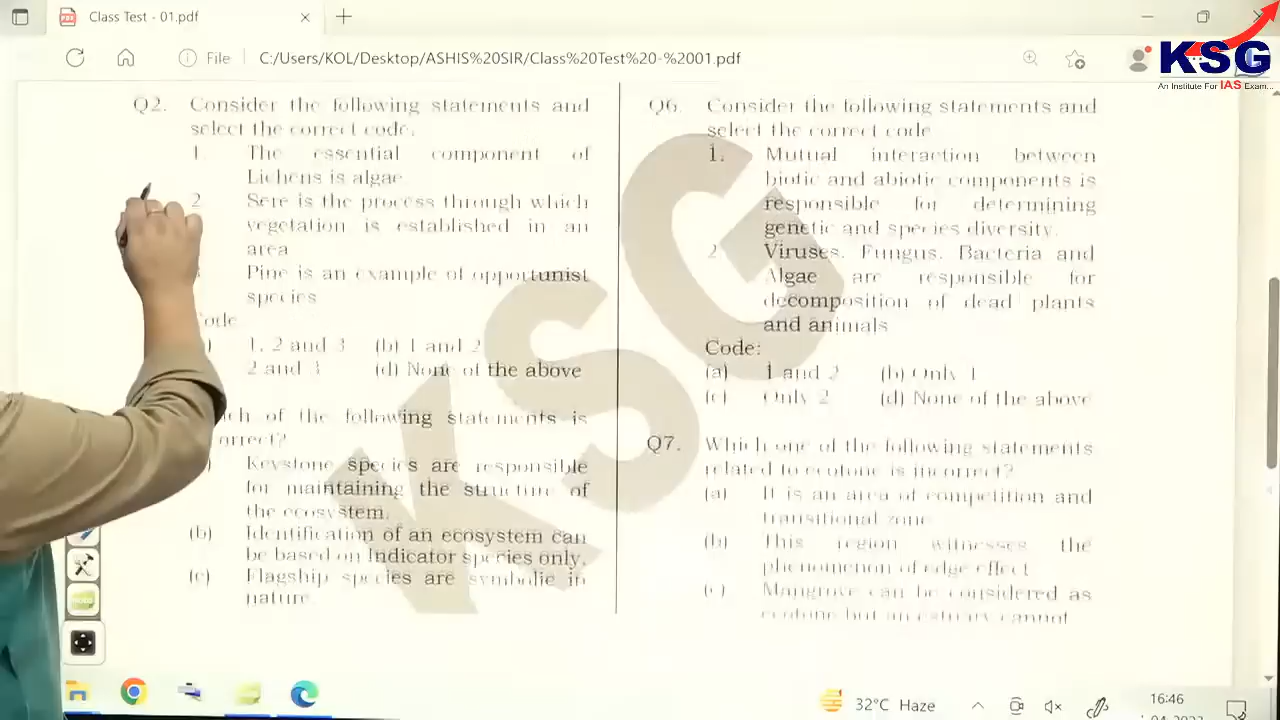 Class Test - 01.pdf
File C:/Users/KOL/Desktop/ASHIS%20SIR/Class%20Test%20-%2001.pdf
KSG
An Institute For IAS Exam...
Q2. Consider the following statements and
select the correct code.
1. The essential component of
Lichens is algae
2 Sere is the process through which
vegetation is established in an
area
Pine is an example of opportunist
species
ode
1, 2 and 3 (b) 1 and 2
2 and 3 (d) None of the above
ch of the following statements is
orrect?
Keystone species are responsible
for maintaining the structure of
the ecosystem.
(b) Identification of an ecosystem can
be based on Indicator species only.
(c) Flagship species are symbolic in
nature.
Q6. Consider the following statements and
select the correct code
1. Mutual interaction between
biotic and abiotic components is
responsible for determining
genetic and species diversity.
2 Viruses, Fungus, Bacteria and
Algae are responsible for
decomposition of dead plants
and animals
Code:
(a) 1 and 2 (b) Only 1
(c) Only 2 (d) None of the above
Q7. Which one of the following statements
related to ecotone is incorrect?
(a) It is an area of competition and
transitional zone
(b) This region witnesses the
phenomenon of edge effect
(c) Mangrove can be considered as
ecotone but an estuary cannot
KSG
32°C Haze
16:46